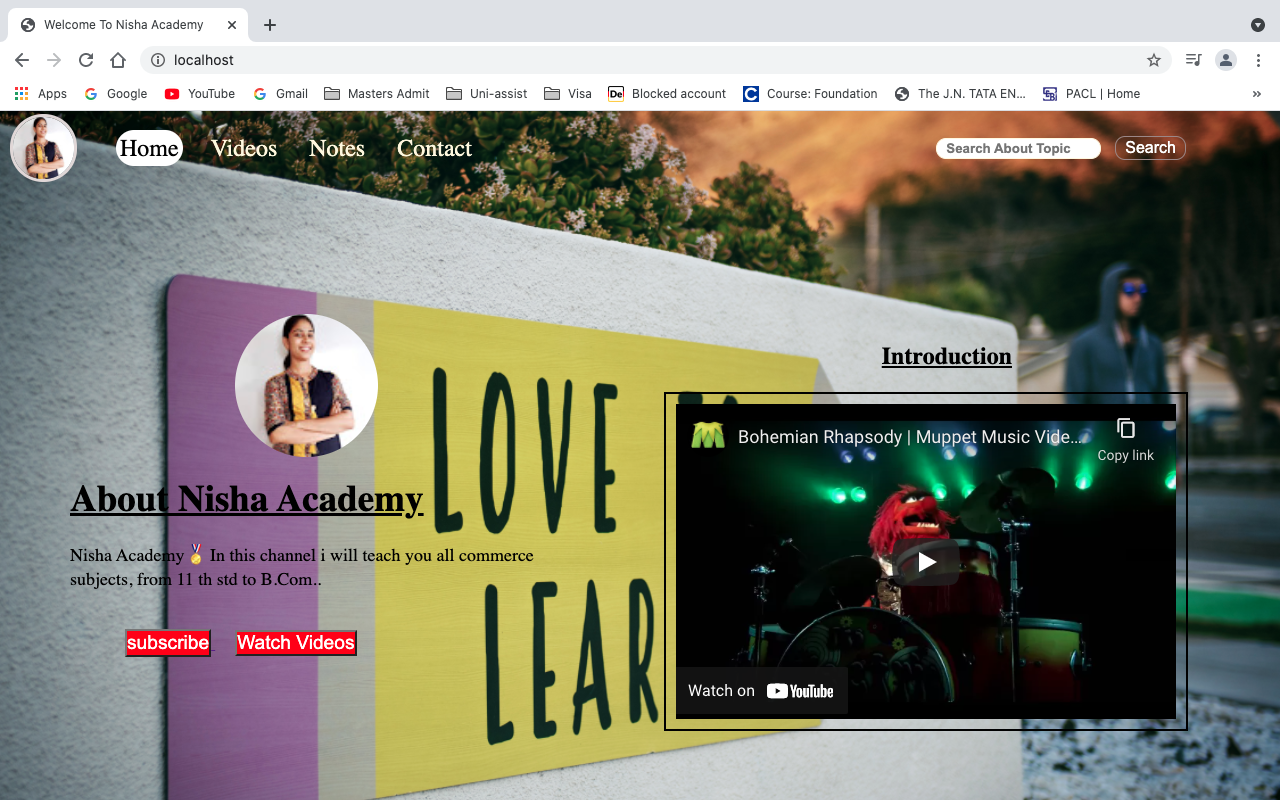 Welcome To Nisha Academy
localhost
Apps Google YouTube Gmail Masters Admit Uni-assist Visa De Blocked account Course: Foundation The J.N. TATA EN... PACL | Home »
Home Videos Notes Contact Search About Topic Search
Introduction
LOVE
Bohemian Rhapsody | Muppet Music Vide...
Copy link
About Nisha Academy
Nisha Academy🏅 In this channel i will teach you all commerce
subjects, from 11 th std to B.Com..
LEAR
subscribe Watch Videos
Watch on YouTube